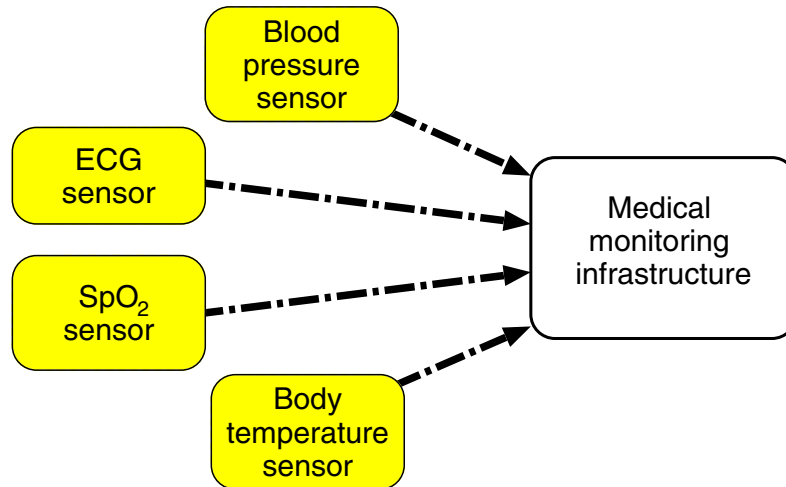 Blood
pressure
sensor
ECG
sensor
SpO₂
sensor
Body
temperature
sensor
Medical
monitoring
infrastructure